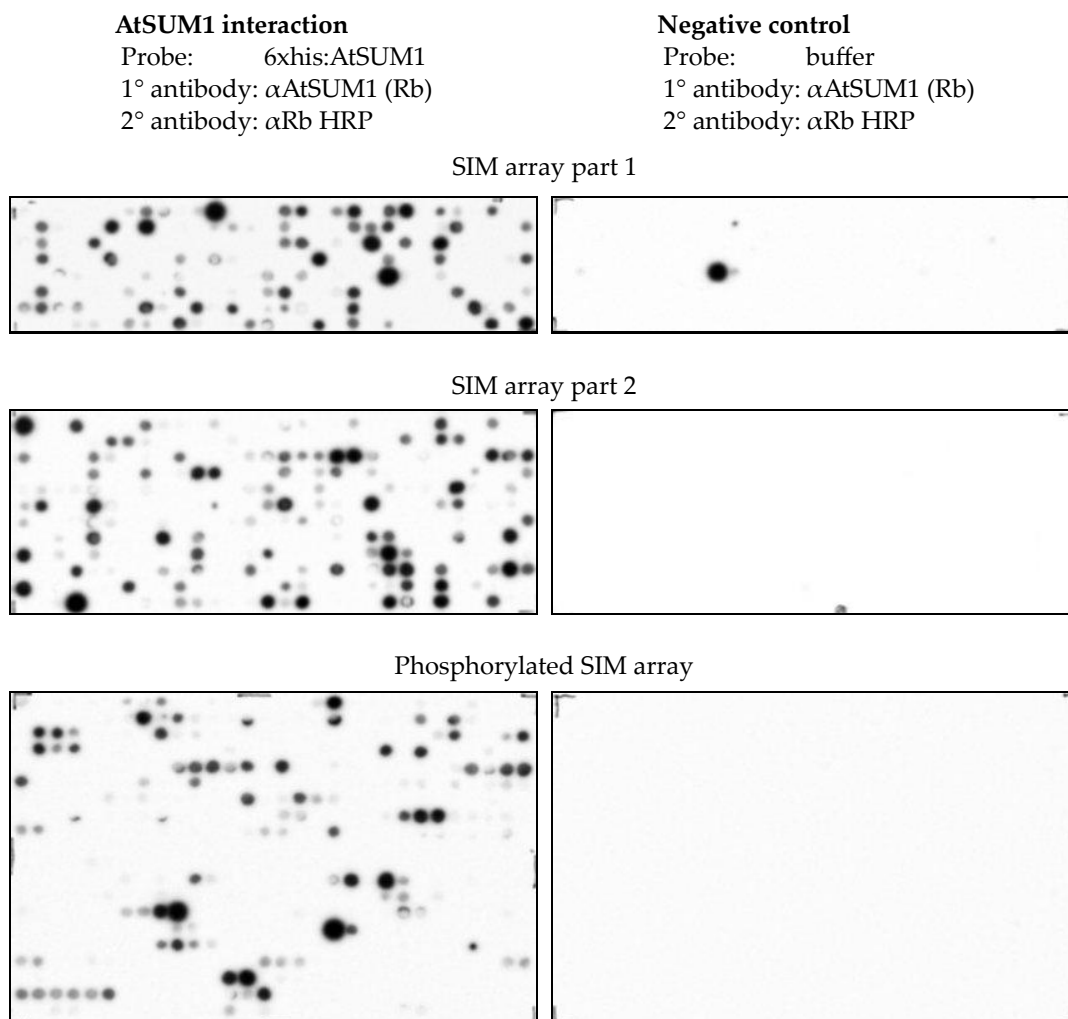 AtSUM1 interaction
Probe: 6xhis:AtSUM1
1° antibody: αAtSUM1 (Rb)
2° antibody: αRb HRP
Negative control
Probe: buffer
1° antibody: αAtSUM1 (Rb)
2° antibody: αRb HRP
SIM array part 1
SIM array part 2
Phosphorylated SIM array